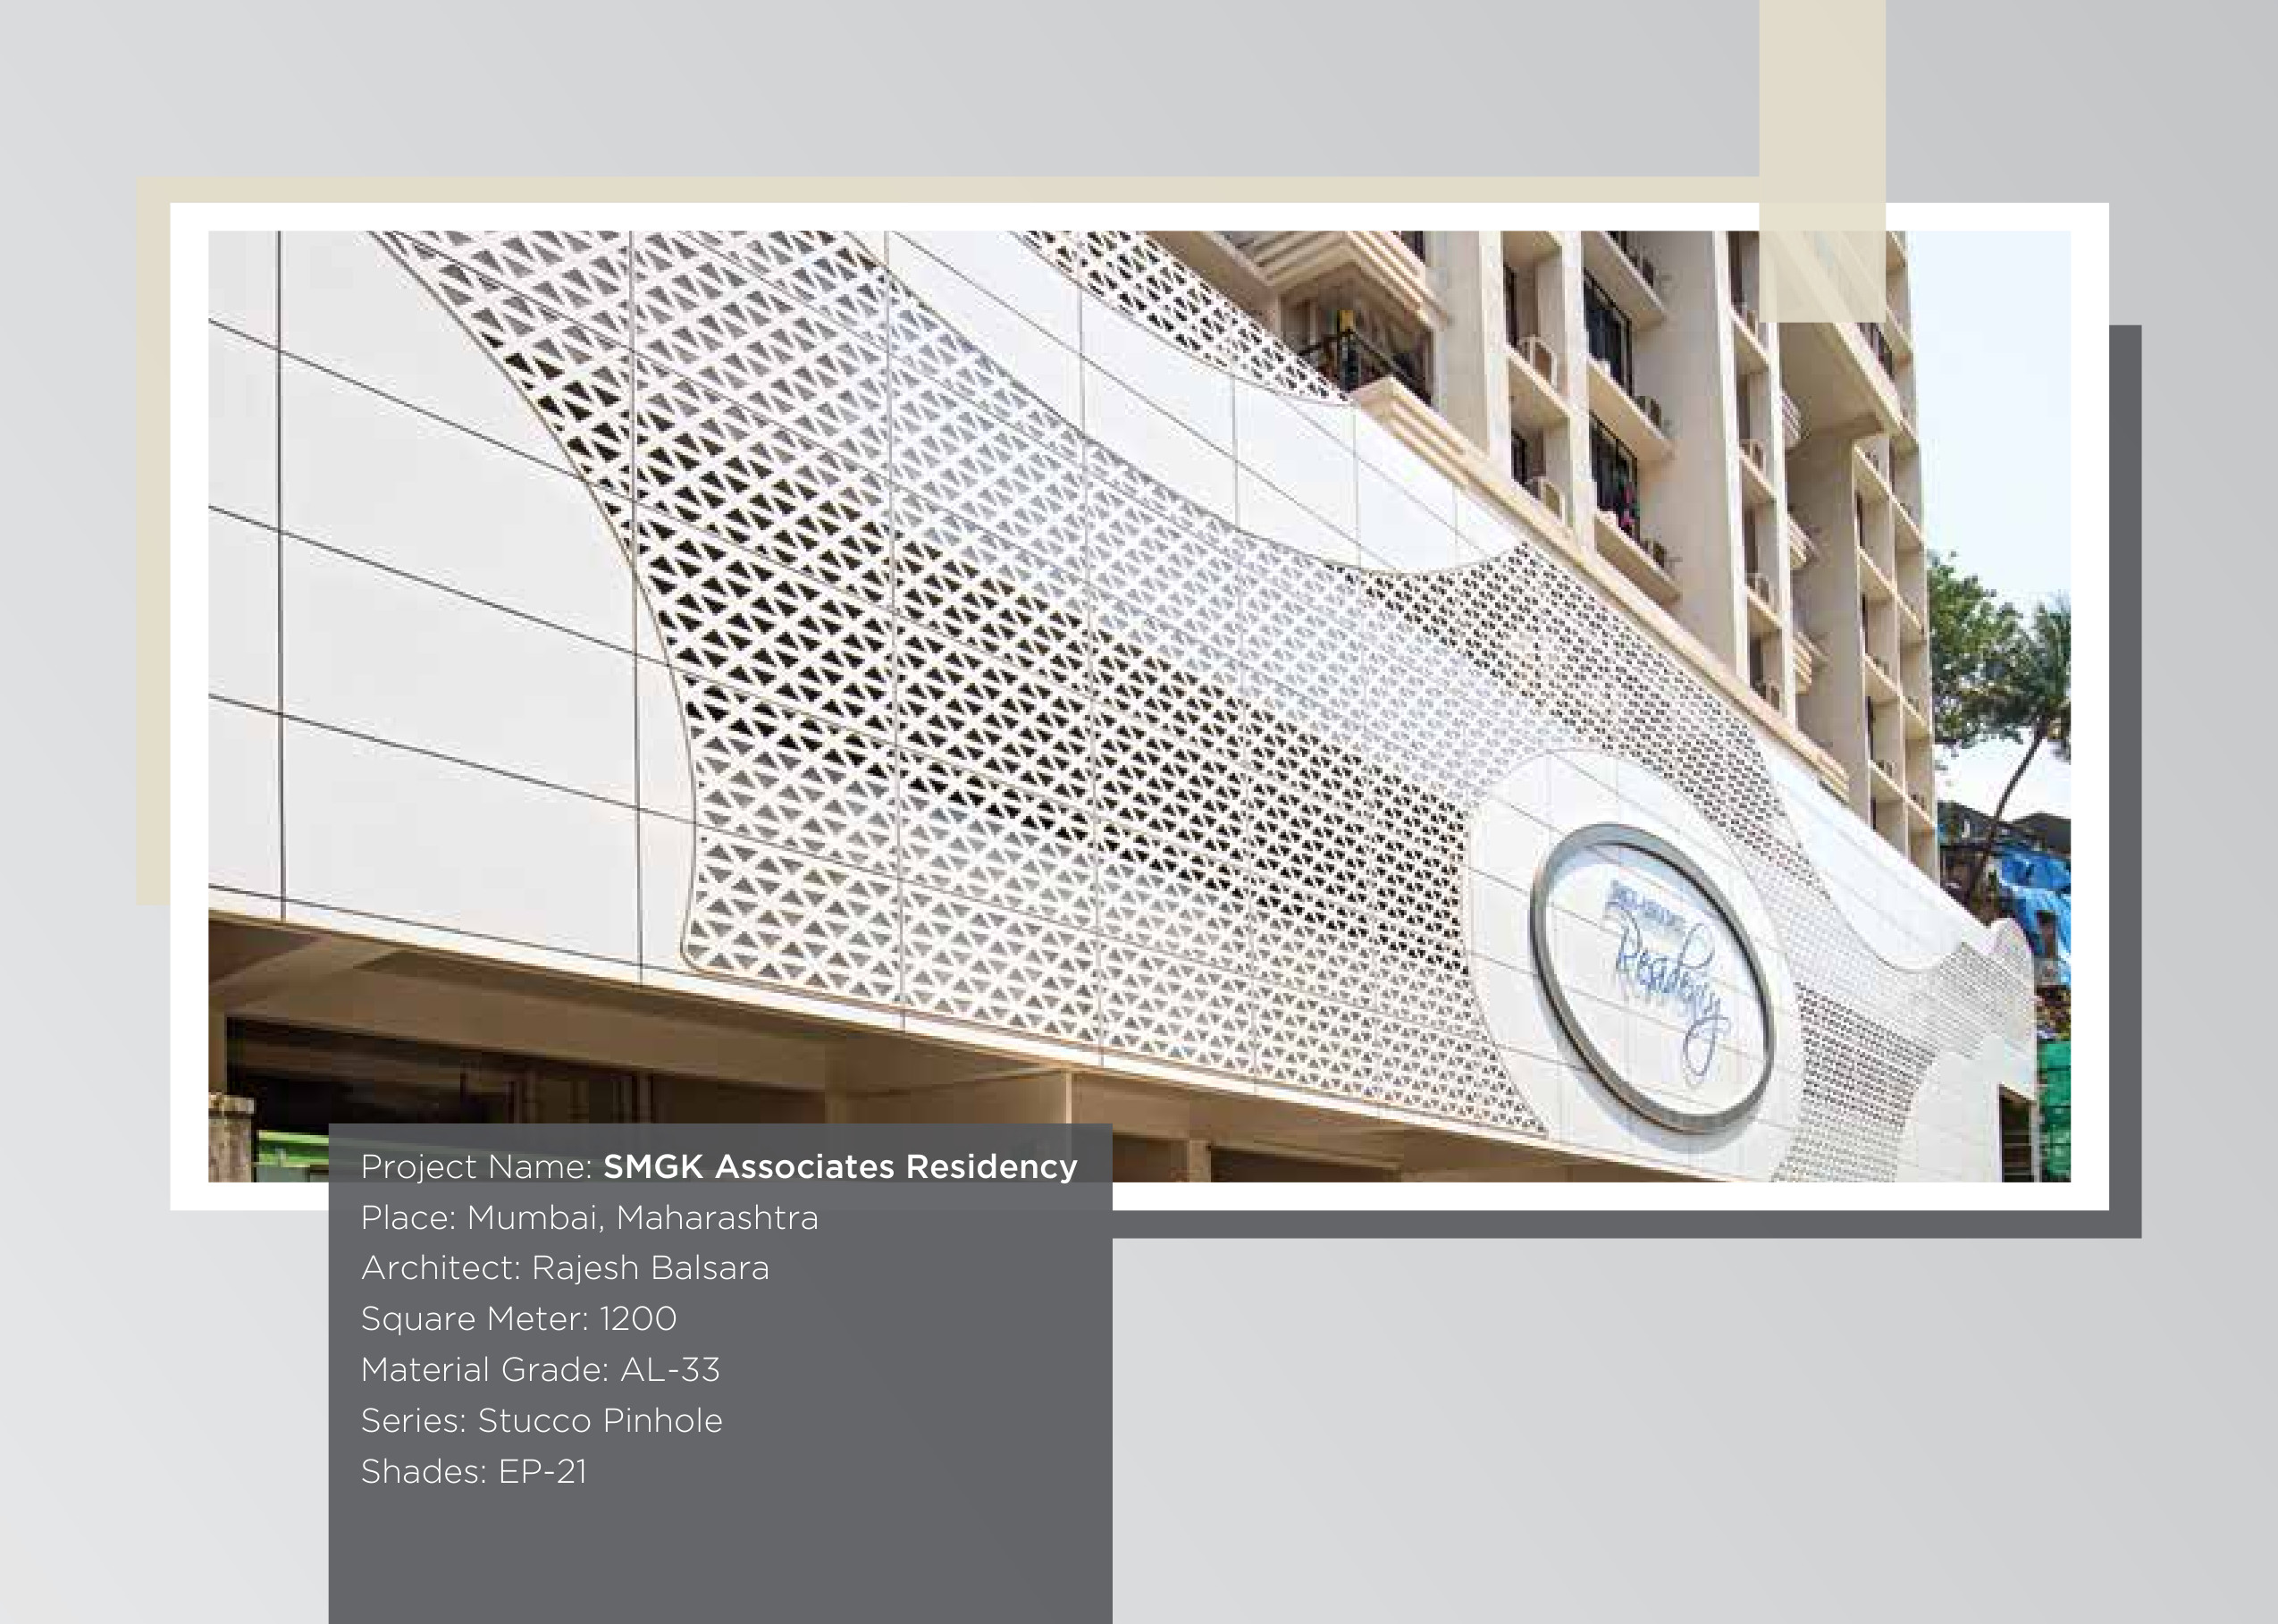 Residency
Project Name: SMGK Associates Residency
Place: Mumbai, Maharashtra
Architect: Rajesh Balsara
Square Meter: 1200
Material Grade: AL-33
Series: Stucco Pinhole
Shades: EP-21